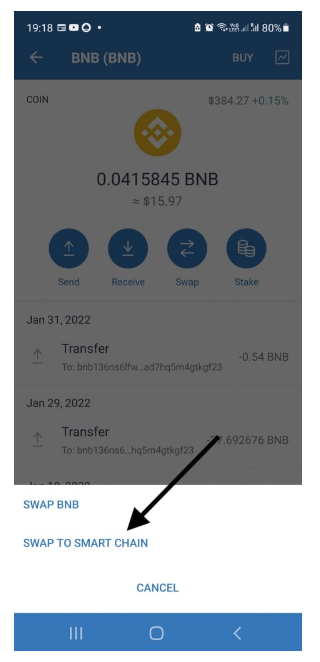 19:18
80%
BNB (BNB)
BUY
COIN
$384.27 +0.15%
0.0415845 BNB
≈ $15.97
Send Receive Swap Stake
Jan 31, 2022
Transfer
-0.54 BNB
To: bnb136ns6lfw...ad7hq5m4gtkgf23
Jan 29, 2022
Transfer
.692676 BNB
To: bnb136ns6...hq5m4gtkgf23
SWAP BNB
SWAP TO SMART CHAIN
CANCEL